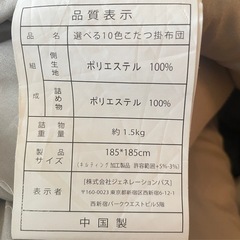 品質表示
品名 選べる10色こたつ掛布団
組成 側生地 ポリエステル 100%
詰め物 ポリエステル 100%
詰物重量 約1.5kg
製品サイズ 185*185cm
(キルティング加工製品 許容範囲+5%-3%)
表示者 [株式会社ジェネレーションパス]
〒160-0023 東京都新宿区西新宿6-12-1
西新宿パークウエストビル5階
中国製